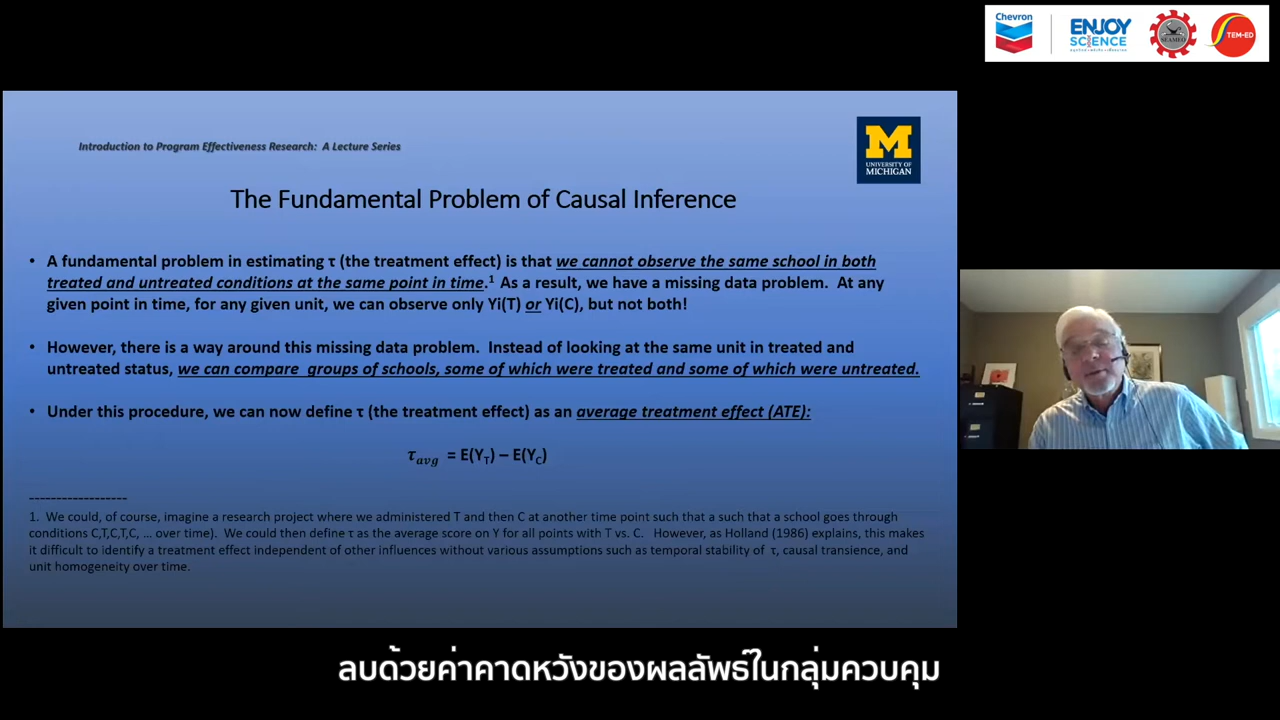 Chevron
ENJOY
SCIENCE
SEAMEO
STEM-ED
Introduction to Program Effectiveness Research: A Lecture Series
M
UNIVERSITY OF
MICHIGAN
The Fundamental Problem of Causal Inference
• A fundamental problem in estimating τ (the treatment effect) is that we cannot observe the same school in both
treated and untreated conditions at the same point in time.¹ As a result, we have a missing data problem. At any
given point in time, for any given unit, we can observe only Yi(T) or Yi(C), but not both!
• However, there is a way around this missing data problem. Instead of looking at the same unit in treated and
untreated status, we can compare groups of schools, some of which were treated and some of which were untreated.
• Under this procedure, we can now define τ (the treatment effect) as an average treatment effect (ATE):
τavg = E(YT) – E(YC)
------------------
1. We could, of course, imagine a research project where we administered T and then C at another time point such that a such that a school goes through
conditions C,T,C,T,C, ... over time). We could then define τ as the average score on Y for all points with T vs. C. However, as Holland (1986) explains, this makes
it difficult to identify a treatment effect independent of other influences without various assumptions such as temporal stability of τ, causal transience, and
unit homogeneity over time.
ลบด้วยค่าคาดหวังของผลลัพธ์ในกลุ่มควบคุม